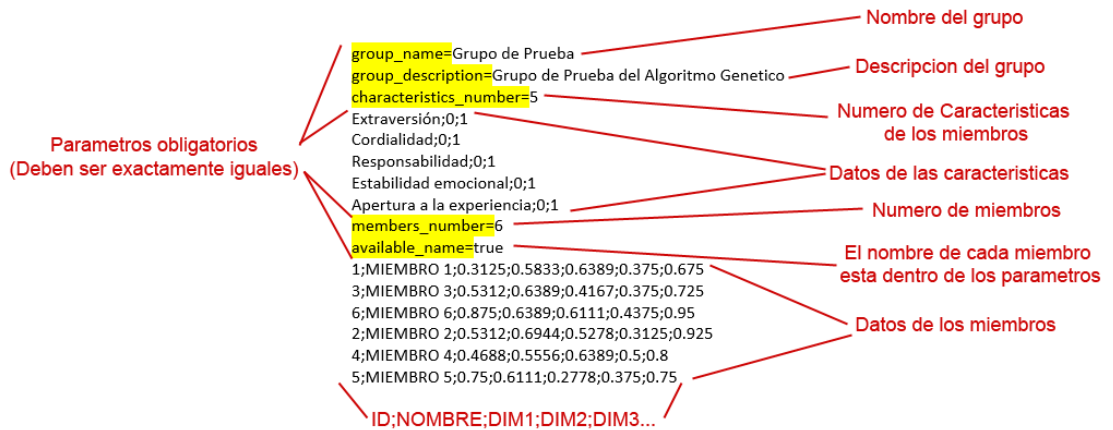 Nombre del grupo
group_name=Grupo de Prueba
group_description=Grupo de Prueba del Algoritmo Genetico
Descripcion del grupo
characteristics_number=5
Numero de Caracteristicas
de los miembros
Extraversión;0;1
Cordialidad;0;1
Responsabilidad;0;1
Estabilidad emocional;0;1
Apertura a la experiencia;0;1
Parametros obligatorios
(Deben ser exactamente iguales)
Datos de las caracteristicas
members_number=6
Numero de miembros
available_name=true
El nombre de cada miembro
esta dentro de los parametros
1;MIEMBRO 1;0.3125;0.5833;0.6389;0.375;0.675
3;MIEMBRO 3;0.5312;0.6389;0.4167;0.375;0.725
6;MIEMBRO 6;0.875;0.6389;0.6111;0.4375;0.95
2;MIEMBRO 2;0.5312;0.6944;0.5278;0.3125;0.925
4;MIEMBRO 4;0.4688;0.5556;0.6389;0.5;0.8
5;MIEMBRO 5;0.75;0.6111;0.2778;0.375;0.75
Datos de los miembros
ID;NOMBRE;DIM1;DIM2;DIM3...